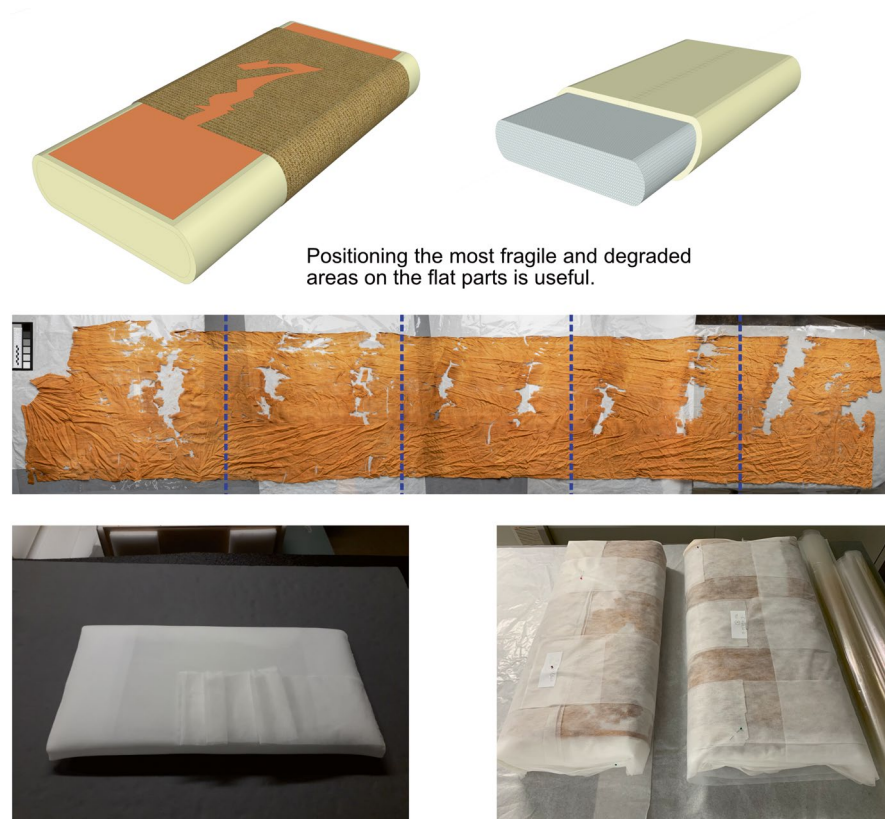 Positioning the most fragile and degraded
areas on the flat parts is useful.